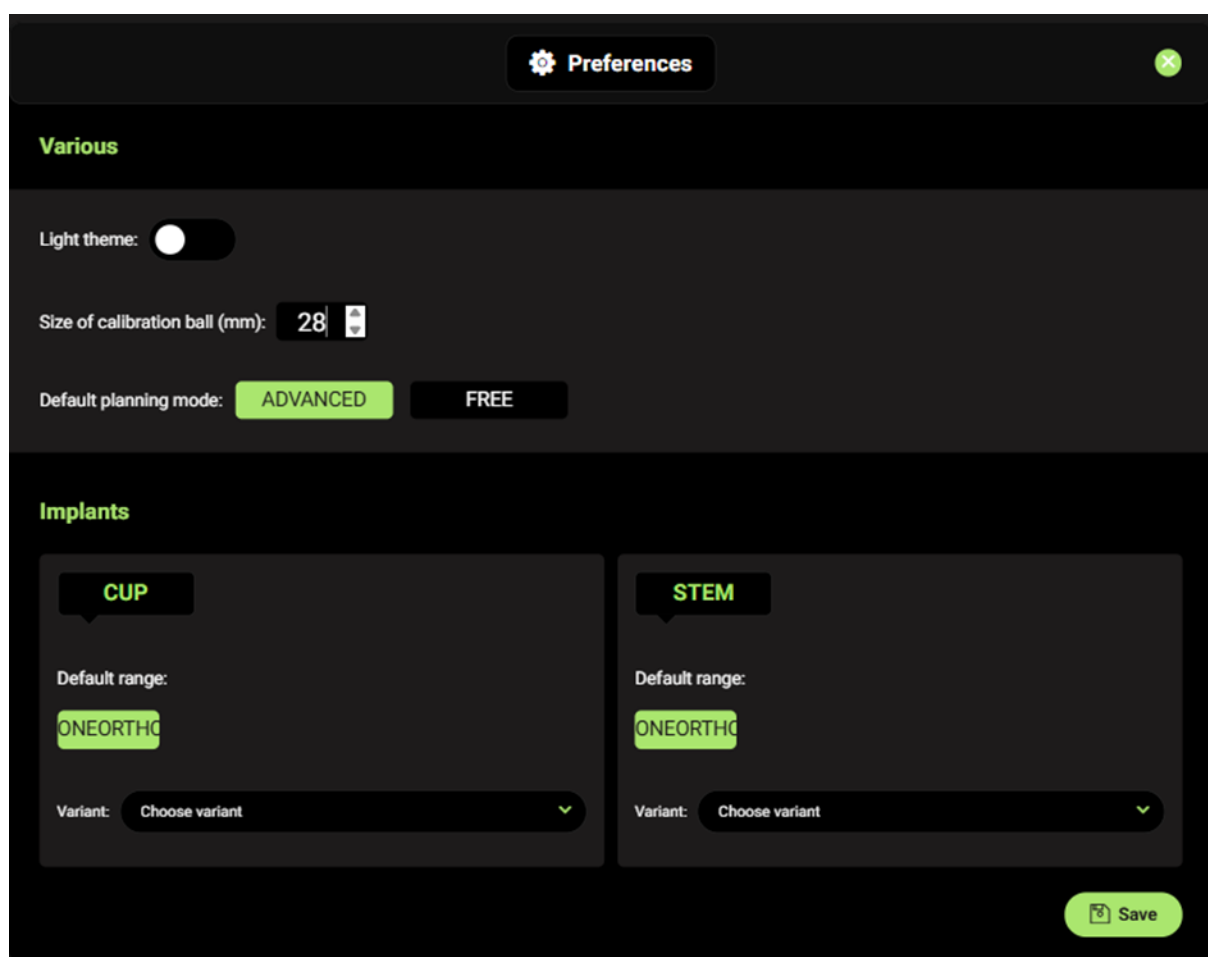 Preferences
Various
Light theme:
Size of calibration ball (mm): 28
Default planning mode: ADVANCED FREE
Implants
CUP
Default range:
ONEORTHO
Variant: Choose variant
STEM
Default range:
ONEORTHO
Variant: Choose variant
Save